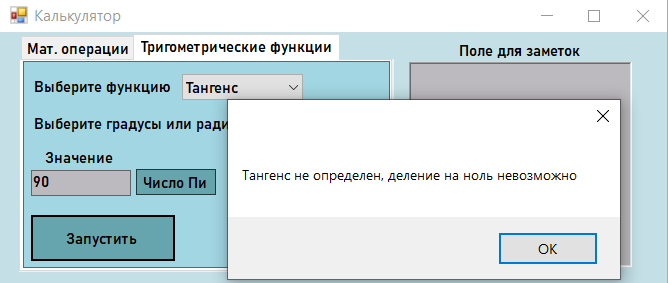 Калькулятор
Мат. операции
Тригометрические функции
Поле для заметок
Выберите функцию
Тангенс
Выберите градусы или ради
Значение
90
Число Пи
Запустить
Тангенс не определен, деление на ноль невозможно
OK